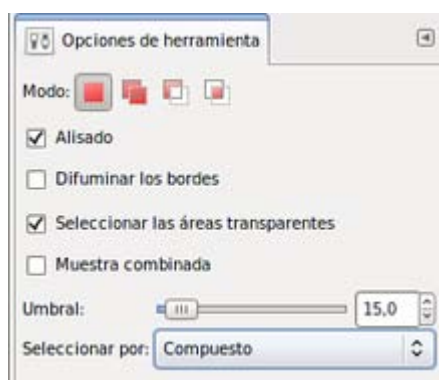 Opciones de herramienta
Modo:
Alisado
Difuminar los bordes
Seleccionar las áreas transparentes
Muestra combinada
Umbral: 15,0
Seleccionar por: Compuesto